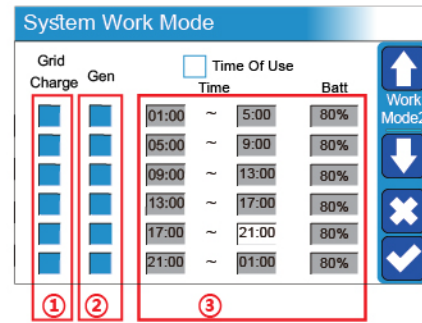 System Work Mode
Grid
Charge
Gen
Time Of Use
Time
Batt
Work
Mode2
01:00 ~ 5:00 80%
05:00 ~ 9:00 80%
09:00 ~ 13:00 80%
13:00 ~ 17:00 80%
17:00 ~ 21:00 80%
21:00 ~ 01:00 80%
① ② ③